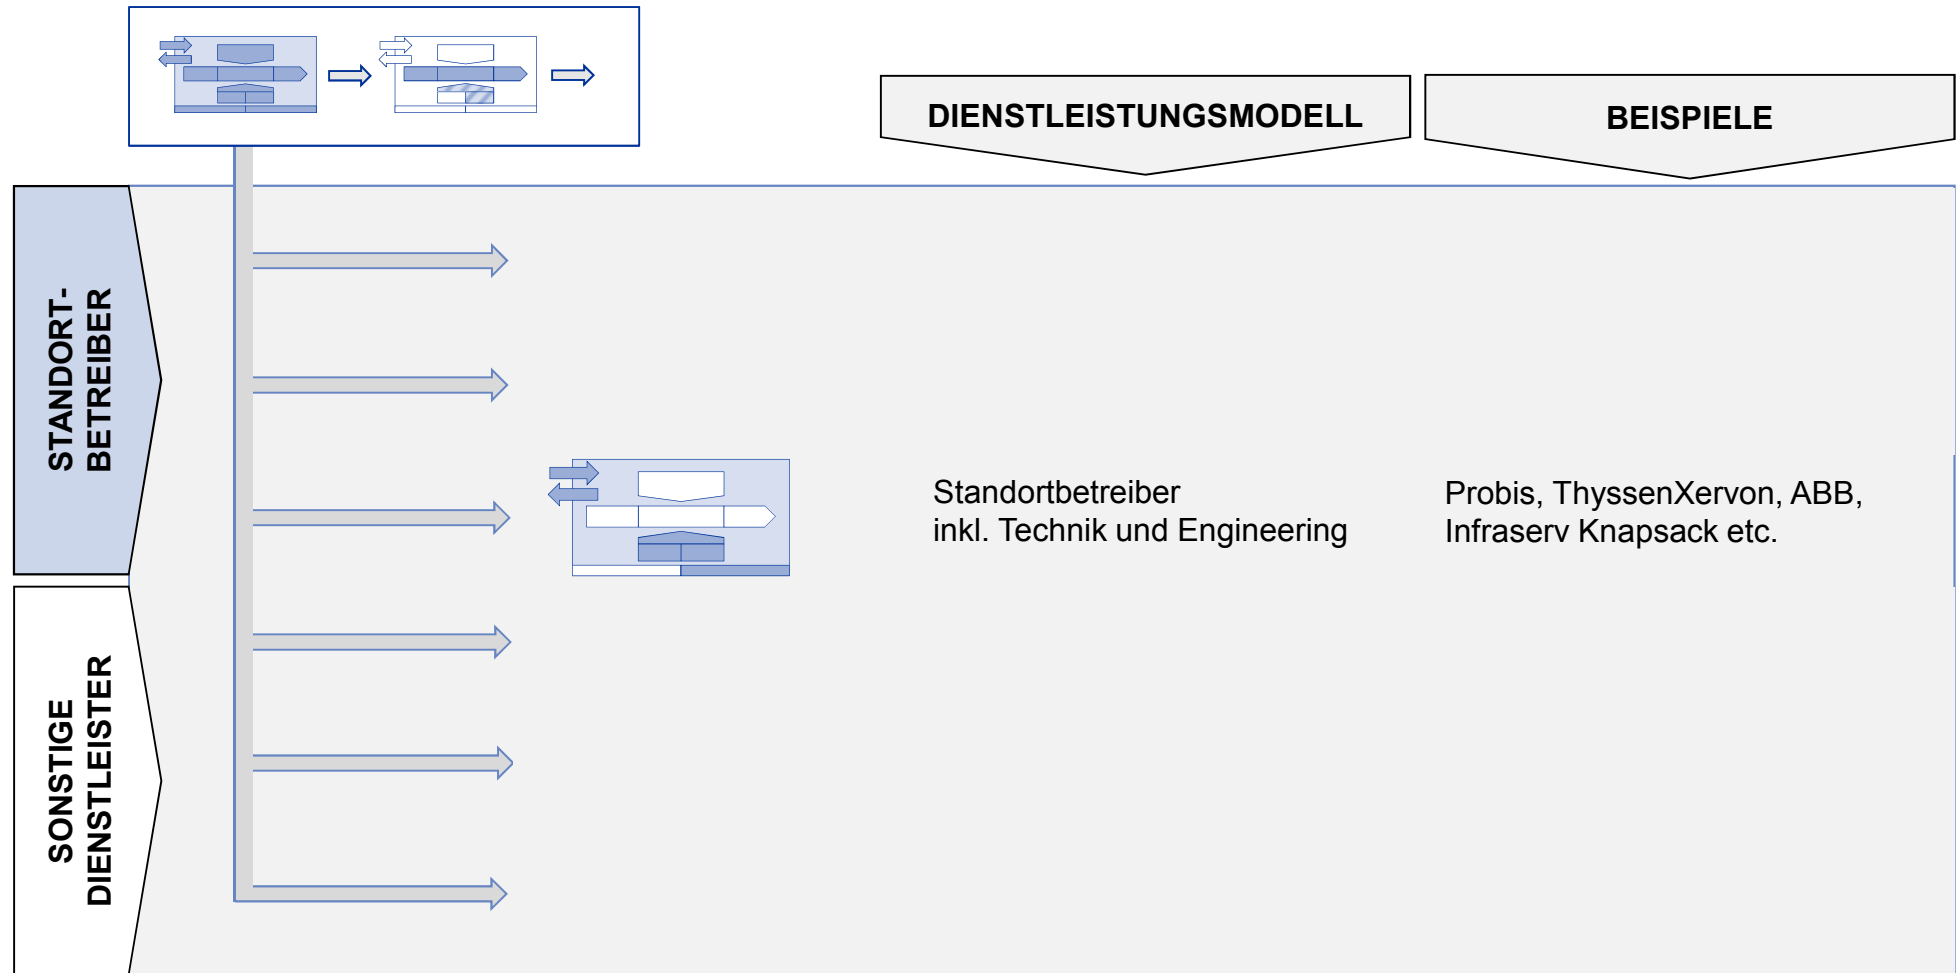 DIENSTLEISTUNGSMODELL
BEISPIELE
STANDORT-
BETREIBER
Standortbetreiber
inkl. Technik und Engineering
Probis, ThyssenXervon, ABB,
Infraserv Knapsack etc.
SONSTIGE
DIENSTLEISTER